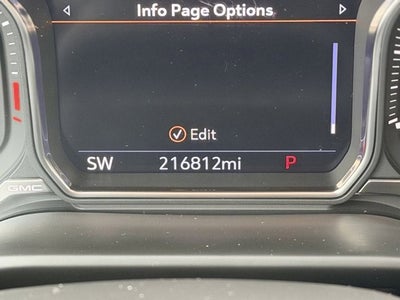 Info Page Options
Edit
SW 216812mi P
GMC